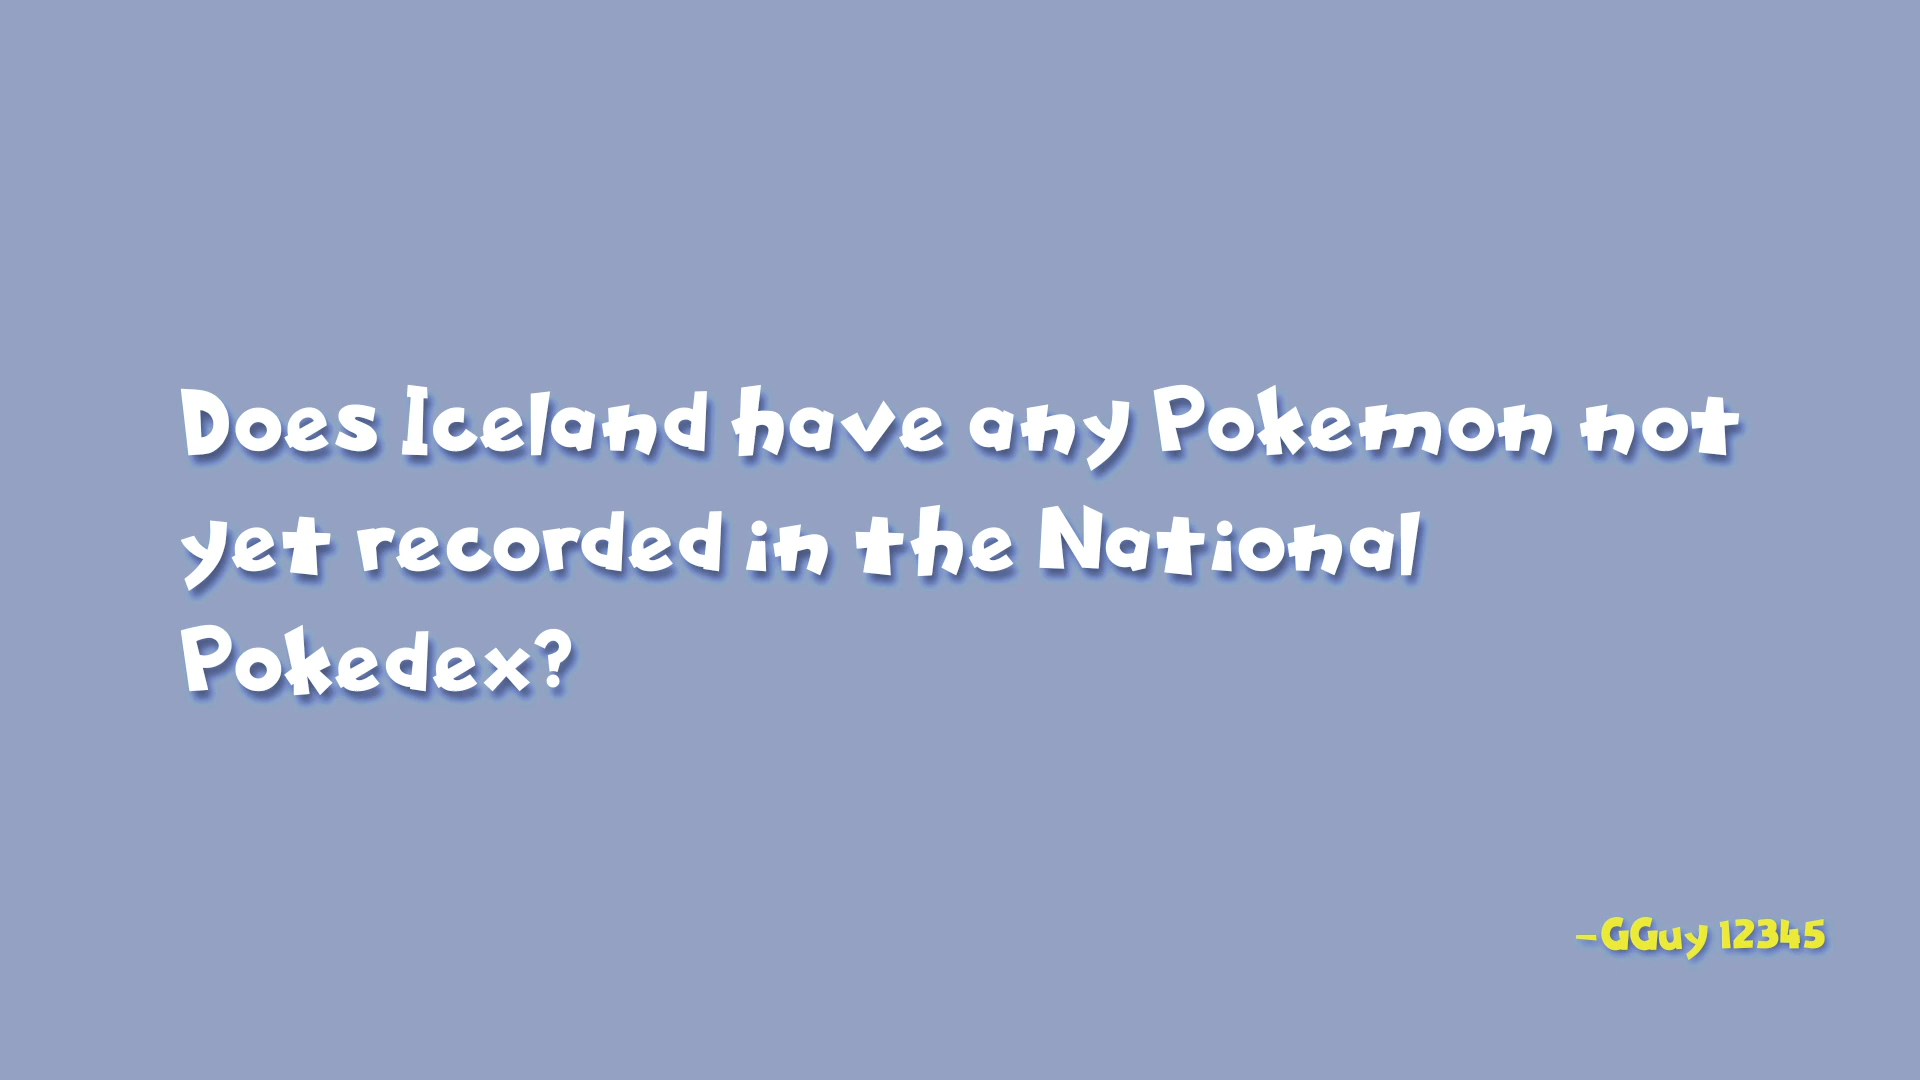 Does Iceland have any Pokemon not
yet recorded in the National
Pokedex?
-GGuy 12345